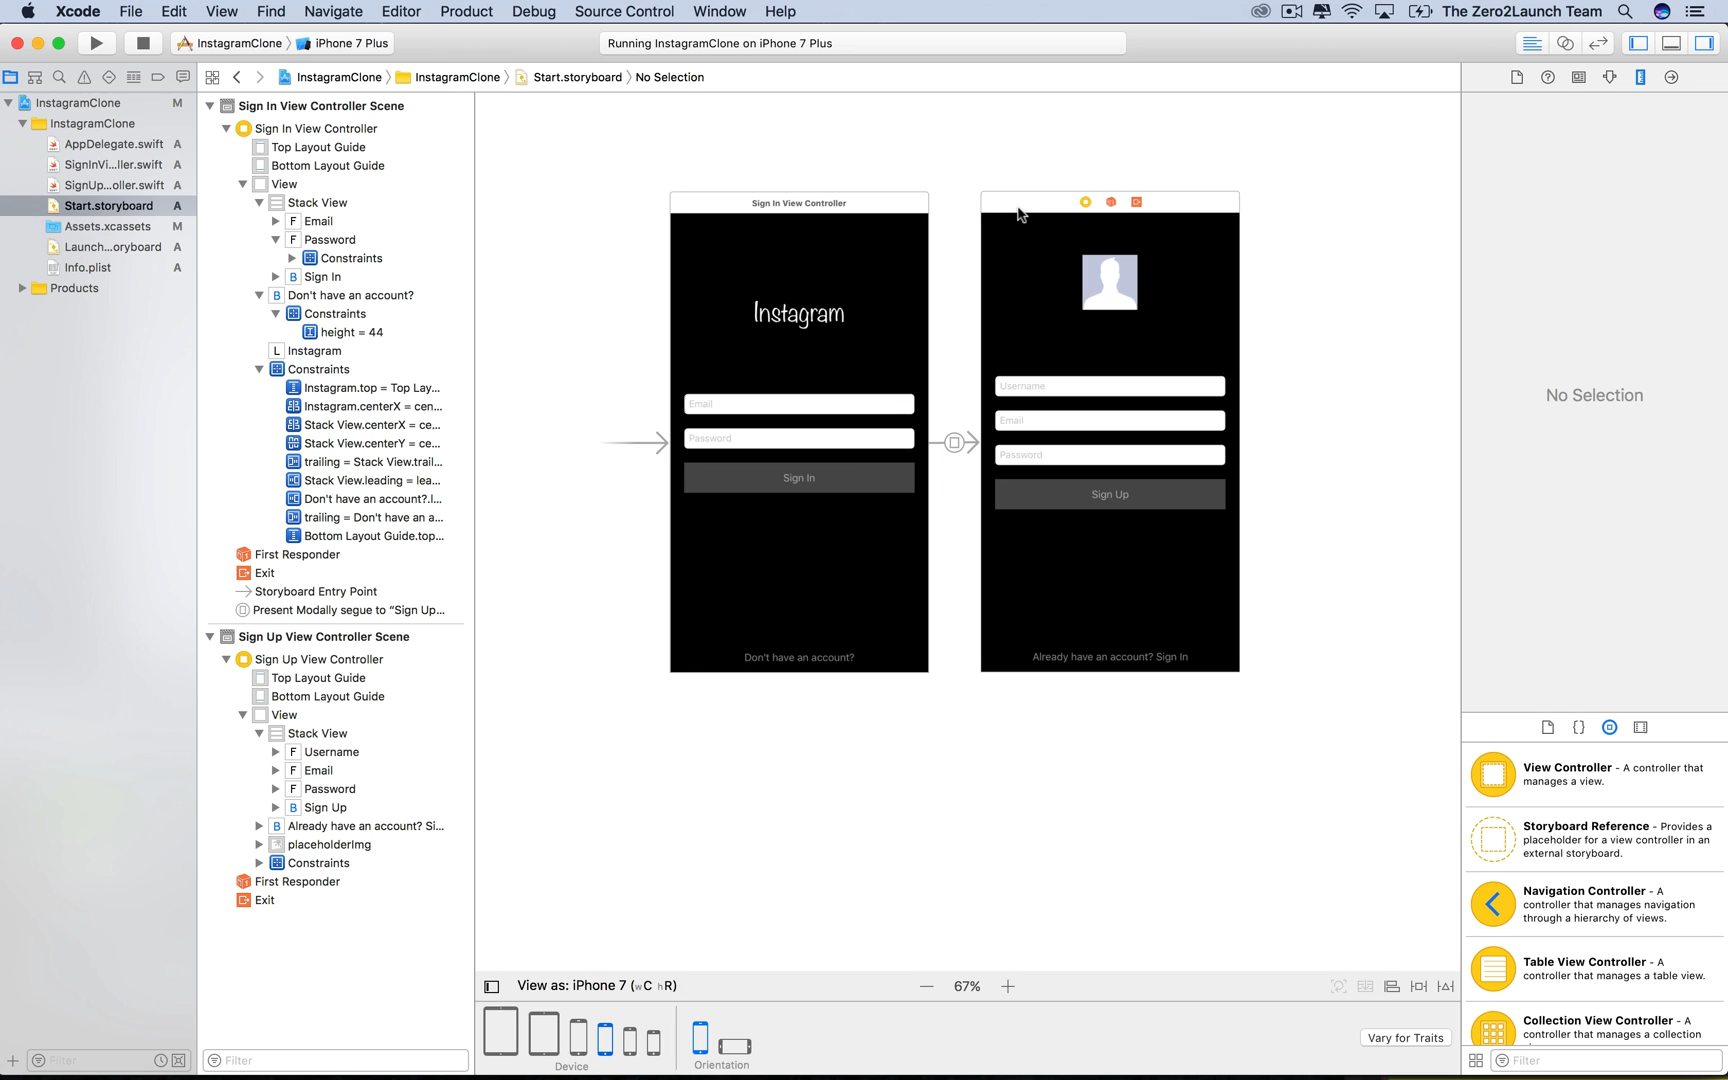 Xcode File Edit View Find Navigate Editor Product Debug Source Control Window Help The Zero2Launch Team
InstagramClone iPhone 7 Plus Running InstagramClone on iPhone 7 Plus
InstagramClone InstagramClone Start.storyboard No Selection
InstagramClone M
InstagramClone
AppDelegate.swift A
SignInVi...ller.swift A
SignUp...oller.swift A
Start.storyboard A
Assets.xcassets M
Launch...oryboard A
Info.plist A
Products
Filter
Sign In View Controller Scene
Sign In View Controller
Top Layout Guide
Bottom Layout Guide
View
Stack View
F Email
F Password
Constraints
B Sign In
B Don't have an account?
Constraints
height = 44
L Instagram
Constraints
Instagram.top = Top Lay...
Instagram.centerX = cen...
Stack View.centerX = ce...
Stack View.centerY = ce...
trailing = Stack View.trail...
Stack View.leading = lea...
Don't have an account?.l...
trailing = Don't have an a...
Bottom Layout Guide.top...
First Responder
Exit
Storyboard Entry Point
Present Modally segue to “Sign Up...
Sign Up View Controller Scene
Sign Up View Controller
Top Layout Guide
Bottom Layout Guide
View
Stack View
F Username
F Email
F Password
B Sign Up
B Already have an account? Si...
placeholderImg
Constraints
First Responder
Exit
Filter
Sign In View Controller
Instagram
Email
Password
Sign In
Don't have an account?
Username
Email
Password
Sign Up
Already have an account? Sign In
View as: iPhone 7 (wC hR)
67%
Device
Orientation
Vary for Traits
No Selection
{}
View Controller - A controller that
manages a view.
Storyboard Reference - Provides a
placeholder for a view controller in an
external storyboard.
Navigation Controller - A
controller that manages navigation
through a hierarchy of views.
Table View Controller - A
controller that manages a table view.
Collection View Controller - A
controller that manages a collection
Filter